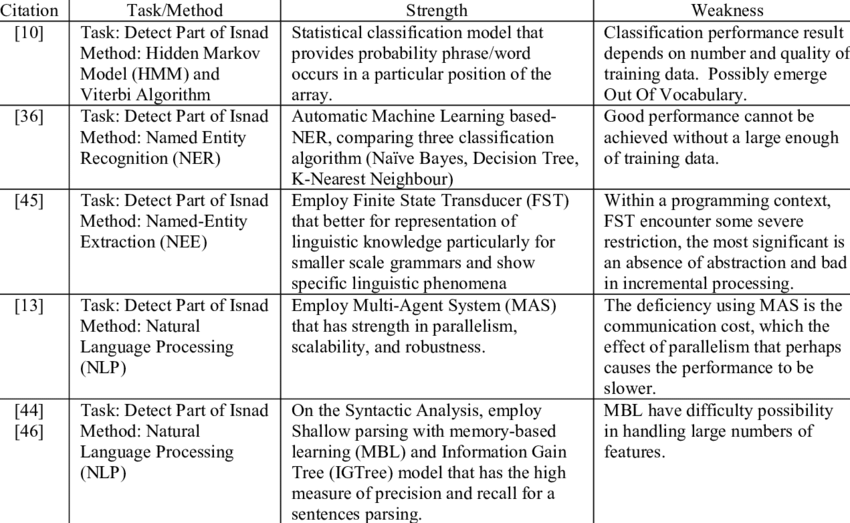 Citation Task/Method Strength Weakness
[10]
Task: Detect Part of Isnad
Method: Hidden Markov
Model (HMM) and
Viterbi Algorithm
Statistical classification model that
provides probability phrase/word
occurs in a particular position of the
array.
Classification performance result
depends on number and quality of
training data. Possibly emerge
Out Of Vocabulary.
[36]
Task: Detect Part of Isnad
Method: Named Entity
Recognition (NER)
Automatic Machine Learning based-
NER, comparing three classification
algorithm (Naïve Bayes, Decision Tree,
K-Nearest Neighbour)
Good performance cannot be
achieved without a large enough
of training data.
[45]
Task: Detect Part of Isnad
Method: Named-Entity
Extraction (NEE)
Employ Finite State Transducer (FST)
that better for representation of
linguistic knowledge particularly for
smaller scale grammars and show
specific linguistic phenomena
Within a programming context,
FST encounter some severe
restriction, the most significant is
an absence of abstraction and bad
in incremental processing.
[13]
Task: Detect Part of Isnad
Method: Natural
Language Processing
(NLP)
Employ Multi-Agent System (MAS)
that has strength in parallelism,
scalability, and robustness.
The deficiency using MAS is the
communication cost, which the
effect of parallelism that perhaps
causes the performance to be
slower.
[44]
[46]
Task: Detect Part of Isnad
Method: Natural
Language Processing
(NLP)
On the Syntactic Analysis, employ
Shallow parsing with memory-based
learning (MBL) and Information Gain
Tree (IGTree) model that has the high
measure of precision and recall for a
sentences parsing.
MBL have difficulty possibility
in handling large numbers of
features.